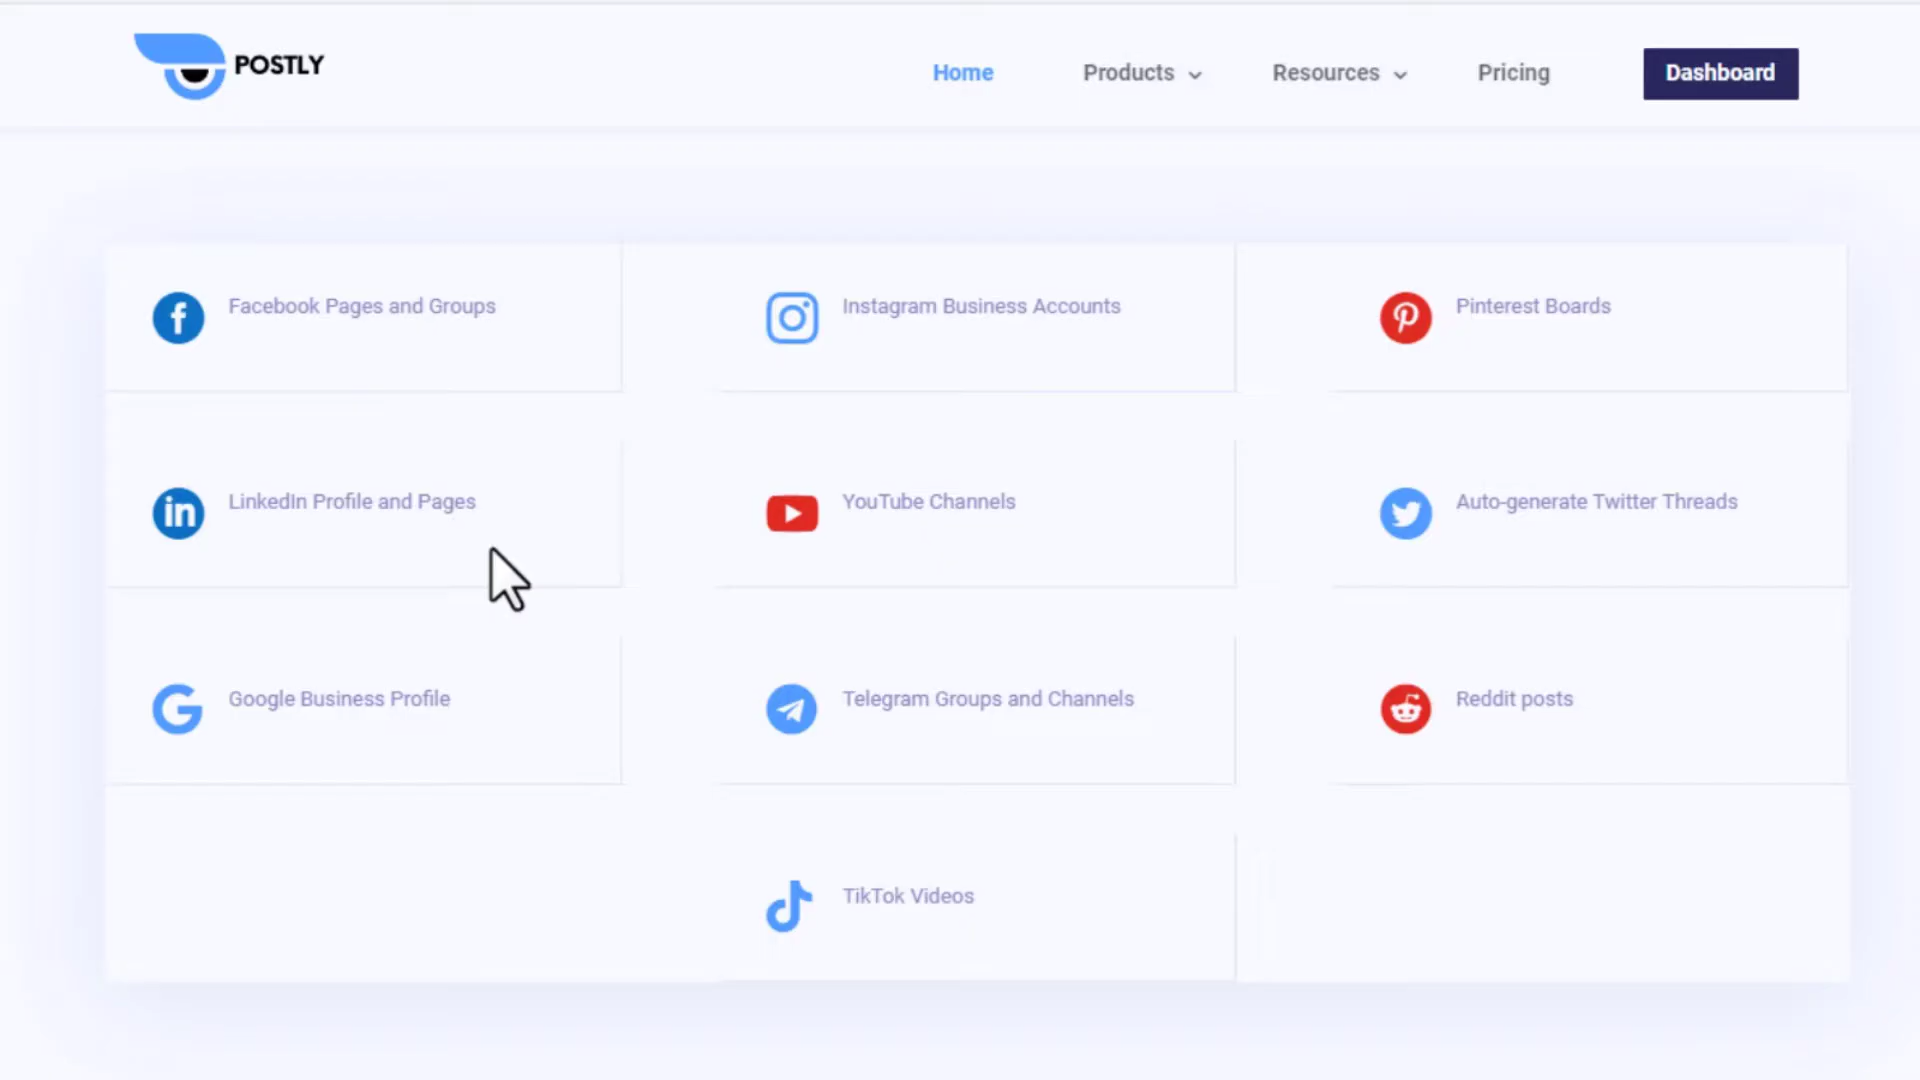 POSTLY
Home
Products
Resources
Pricing
Dashboard
Facebook Pages and Groups
Instagram Business Accounts
Pinterest Boards
LinkedIn Profile and Pages
YouTube Channels
Auto-generate Twitter Threads
Google Business Profile
Telegram Groups and Channels
Reddit posts
TikTok Videos